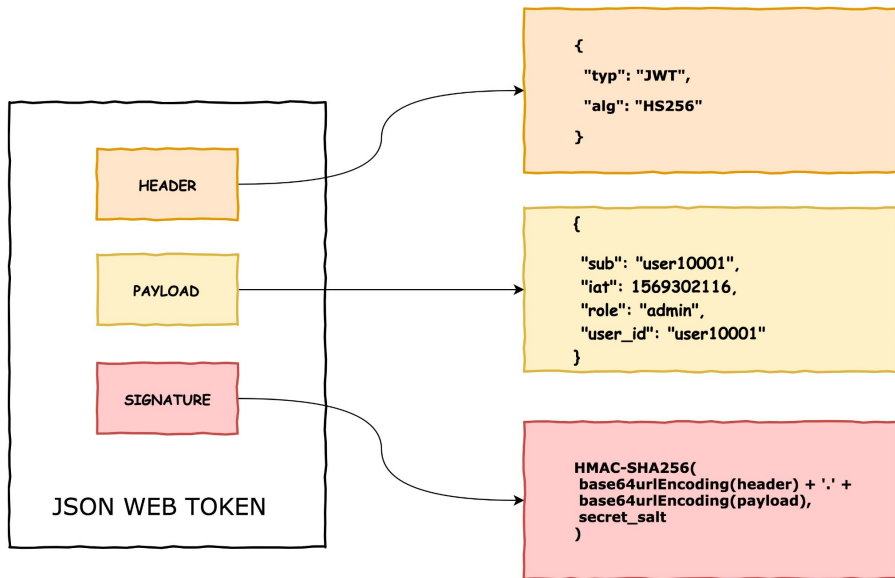 HEADER
PAYLOAD
SIGNATURE
JSON WEB TOKEN
{
"typ": "JWT",
"alg": "HS256"
}
{
"sub": "user10001",
"iat": 1569302116,
"role": "admin",
"user_id": "user10001"
}
HMAC-SHA256(
base64urlEncoding(header) + '.' +
base64urlEncoding(payload),
secret_salt
)